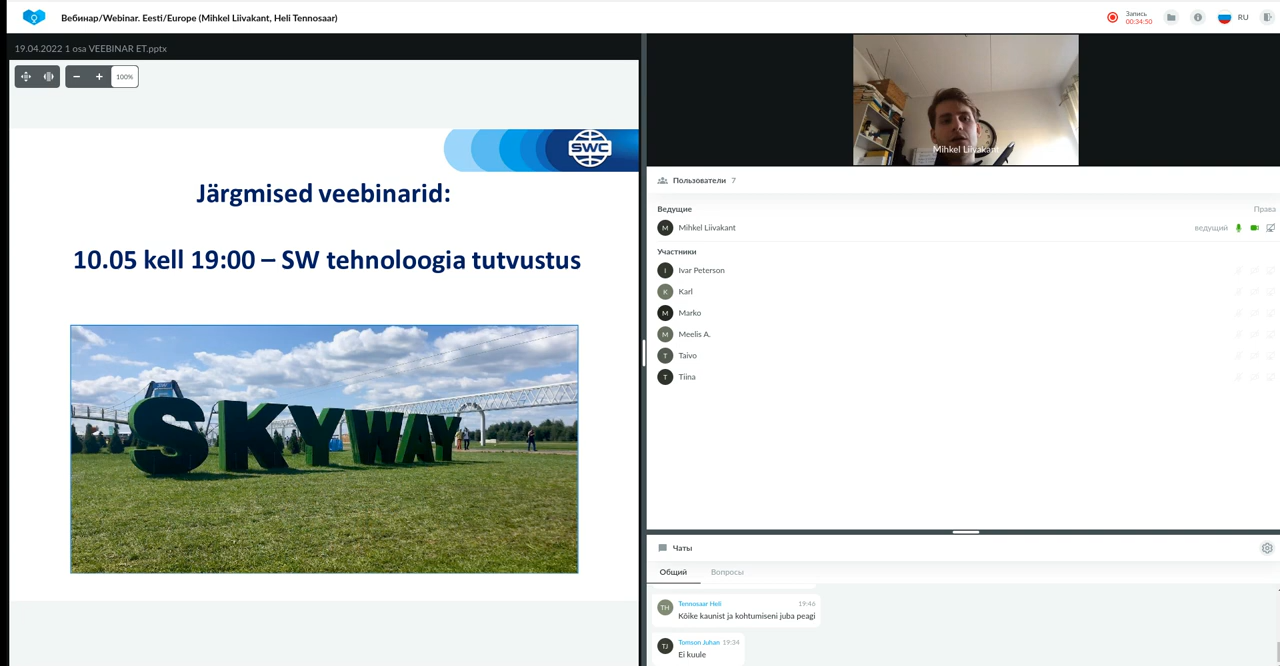 Вебинар/Webinar. Eesti/Europe (Mihkel Liivakant, Heli Tennosaar)
Запись
00:34:50
RU
19.04.2022 1 osa VEEBINAR ET.pptx
100%
SWC
Järgmised veebinarid:
10.05 kell 19:00 – SW tehnoloogia tutvustus
SKYWAY
Mihkel Liivakant
Пользователи 7
Ведущие
Права
M
Mihkel Liivakant
ведущий
Участники
I
Ivar Peterson
K
Karl
M
Marko
M
Meelis A.
T
Taivo
T
Tiina
Чаты
Общий
Вопросы
TH
Tennosaar Heli
19:46
Kõike kaunist ja kohtumiseni juba peagi
TJ
Tomson Juhan 19:34
Ei kuule